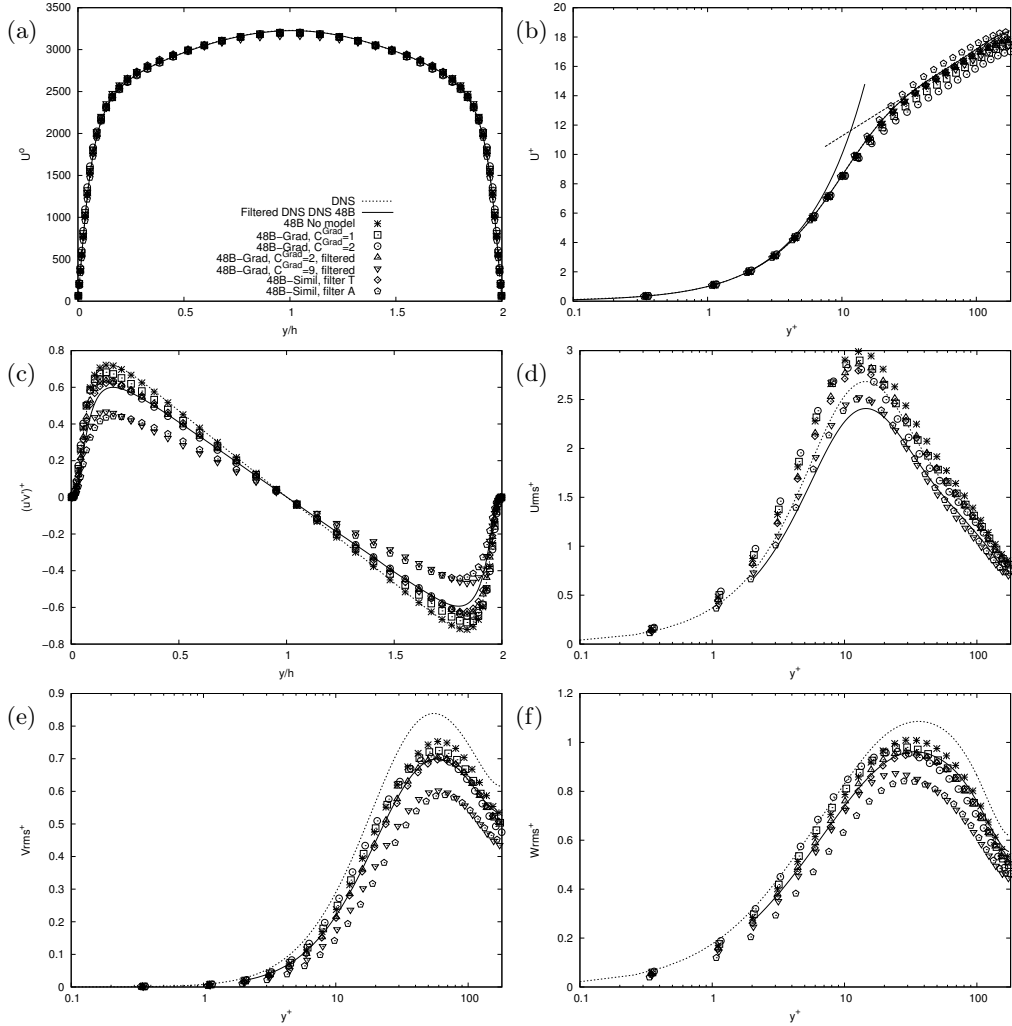 (a)
3500
3000
2500
2000
1500
1000
500
0
U°
0
0.5
1
1.5
2
y/h
DNS
Filtered DNS DNS 48B
48B No model
48B−Grad, C^Grad=1
48B−Grad, C^Grad=2
48B−Grad, C^Grad=2, filtered
48B−Grad, C^Grad=9, filtered
48B−Simil, filter T
48B−Simil, filter A
(b)
20
18
16
14
12
10
8
6
4
2
0
U⁺
0.1
1
10
100
y⁺
(c)
0.8
0.6
0.4
0.2
0
−0.2
−0.4
−0.6
−0.8
⟨u'v'⟩⁺
0
0.5
1
1.5
2
y/h
(d)
3
2.5
2
1.5
1
0.5
0
Urms⁺
0.1
1
10
100
y⁺
(e)
0.9
0.8
0.7
0.6
0.5
0.4
0.3
0.2
0.1
0
Vrms⁺
0.1
1
10
100
y⁺
(f)
1.2
1
0.8
0.6
0.4
0.2
0
Wrms⁺
0.1
1
10
100
y⁺